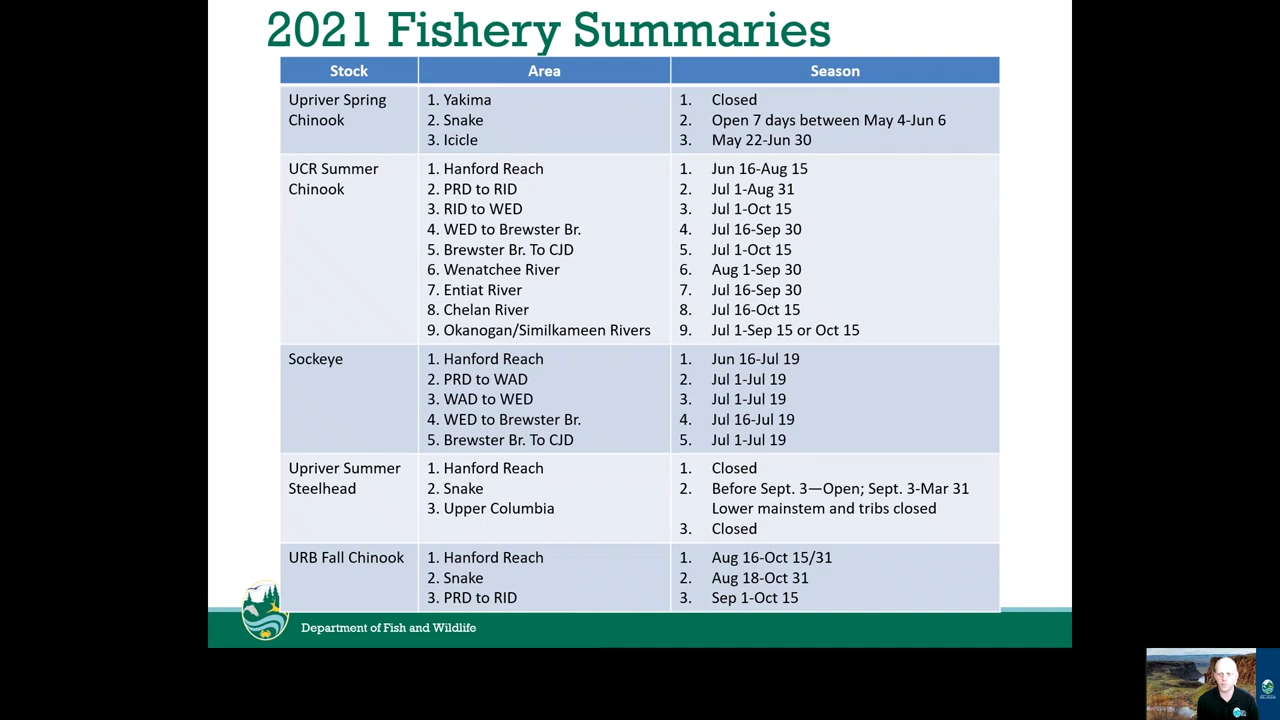 2021 Fishery Summaries
Stock Area Season
Upriver Spring Chinook
1. Yakima
2. Snake
3. Icicle
1. Closed
2. Open 7 days between May 4-Jun 6
3. May 22-Jun 30
UCR Summer Chinook
1. Hanford Reach
2. PRD to RID
3. RID to WED
4. WED to Brewster Br.
5. Brewster Br. To CJD
6. Wenatchee River
7. Entiat River
8. Chelan River
9. Okanogan/Similkameen Rivers
1. Jun 16-Aug 15
2. Jul 1-Aug 31
3. Jul 1-Oct 15
4. Jul 16-Sep 30
5. Jul 1-Oct 15
6. Aug 1-Sep 30
7. Jul 16-Sep 30
8. Jul 16-Oct 15
9. Jul 1-Sep 15 or Oct 15
Sockeye
1. Hanford Reach
2. PRD to WAD
3. WAD to WED
4. WED to Brewster Br.
5. Brewster Br. To CJD
1. Jun 16-Jul 19
2. Jul 1-Jul 19
3. Jul 1-Jul 19
4. Jul 16-Jul 19
5. Jul 1-Jul 19
Upriver Summer Steelhead
1. Hanford Reach
2. Snake
3. Upper Columbia
1. Closed
2. Before Sept. 3—Open; Sept. 3-Mar 31
Lower mainstem and tribs closed
3. Closed
URB Fall Chinook
1. Hanford Reach
2. Snake
3. PRD to RID
1. Aug 16-Oct 15/31
2. Aug 18-Oct 31
3. Sep 1-Oct 15
Department of Fish and Wildlife